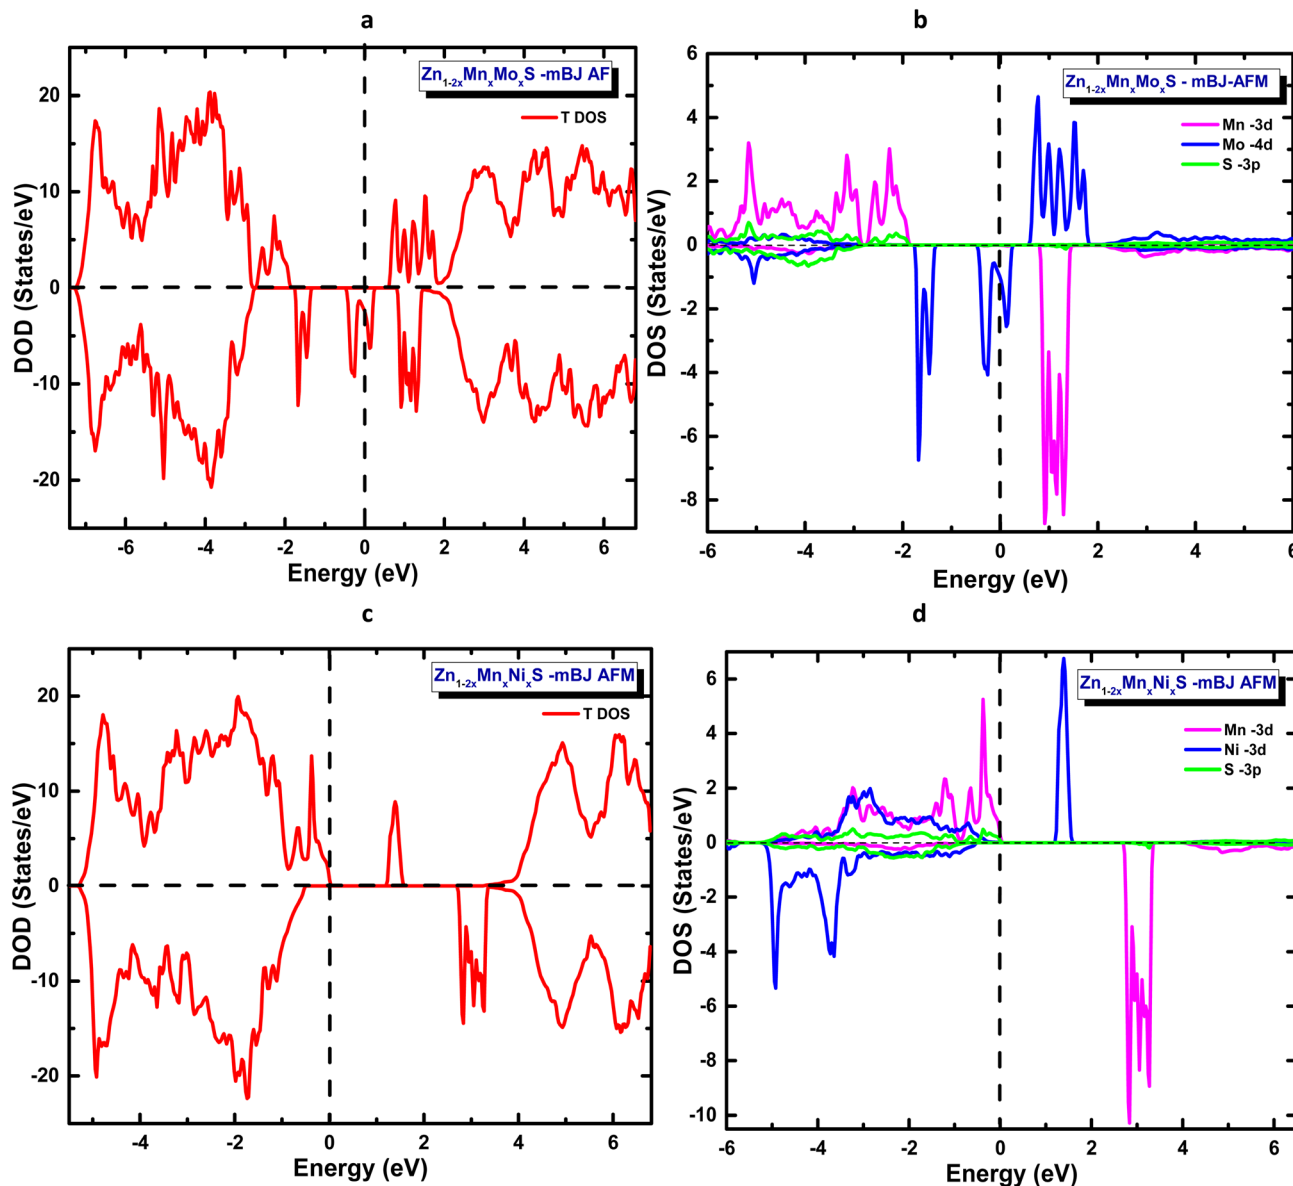 a
Zn1-2xMnxMoxS -mBJ AF
T DOS
DOD (States/eV)
20
10
0
-10
-20
-6
-4
-2
0
2
4
6
Energy (eV)
b
Zn1-2xMnxMoxS - mBJ-AFM
Mn -3d
Mo -4d
S -3p
DOS (States/eV)
6
4
2
0
-2
-4
-6
-8
-6
-4
-2
0
2
4
6
Energy (eV)
c
Zn1-2xMnxNixS -mBJ AFM
T DOS
DOD (States/eV)
20
10
0
-10
-20
-4
-2
0
2
4
6
Energy (eV)
d
Zn1-2xMnxNixS -mBJ AFM
Mn -3d
Ni -3d
S -3p
DOS (States/eV)
6
4
2
0
-2
-4
-6
-8
-10
-6
-4
-2
0
2
4
6
Energy (eV)